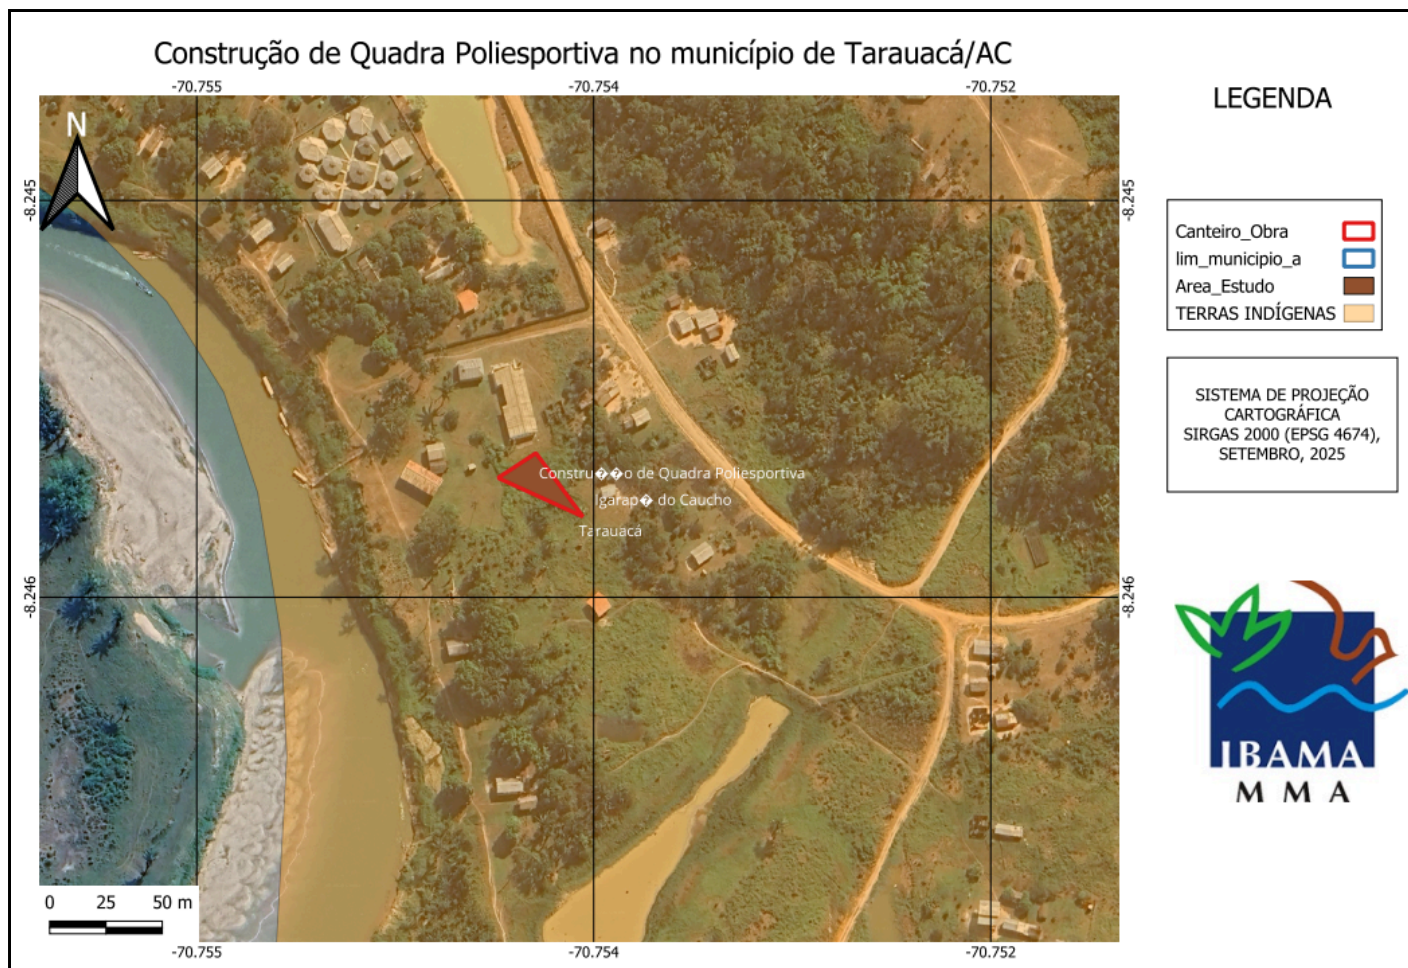 Construção de Quadra Poliesportiva no município de Tarauacá/AC
-70.755
-70.754
-70.752
LEGENDA
N
-8.245
-8.245
Canteiro_Obra
lim_municipio_a
Area_Estudo
TERRAS INDÍGENAS
SISTEMA DE PROJEÇÃO
CARTOGRÁFICA
SIRGAS 2000 (EPSG 4674),
SETEMBRO, 2025
Constru��o de Quadra Poliesportiva
Igarap� do Caucho
Tarauacá
-8.246
-8.246
IBAMA
M M A
0 25 50 m
-70.755
-70.754
-70.752